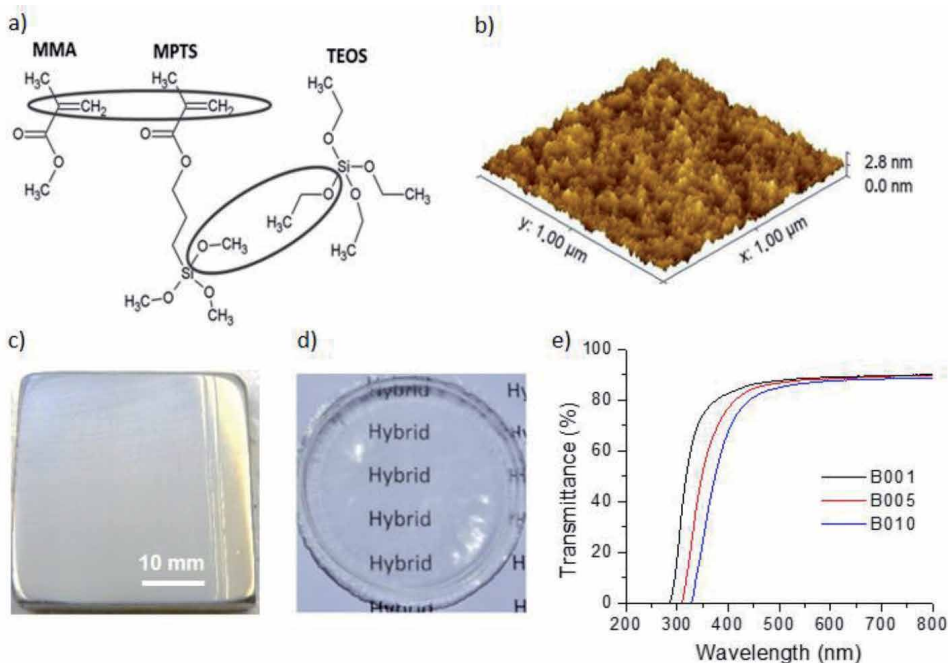 a)
MMA
MPTS
TEOS
H₃C
CH₂
O
O
CH₃
H₃C
CH₂
O
O
O
CH₃
Si
O
CH₃
O
H₃C
H₃C
O
Si
O
CH₃
O
H₃C
O
H₃C
b)
2.8 nm
0.0 nm
y: 1.00 µm
x: 1.00 µm
c)
10 mm
d)
Hybrid
Hy
Hybrid
Hybrid
Hybrid
Hybrid
Hy
e)
100
80
60
40
20
0
Transmittance (%)
B001
B005
B010
200 300 400 500 600 700 800
Wavelength (nm)